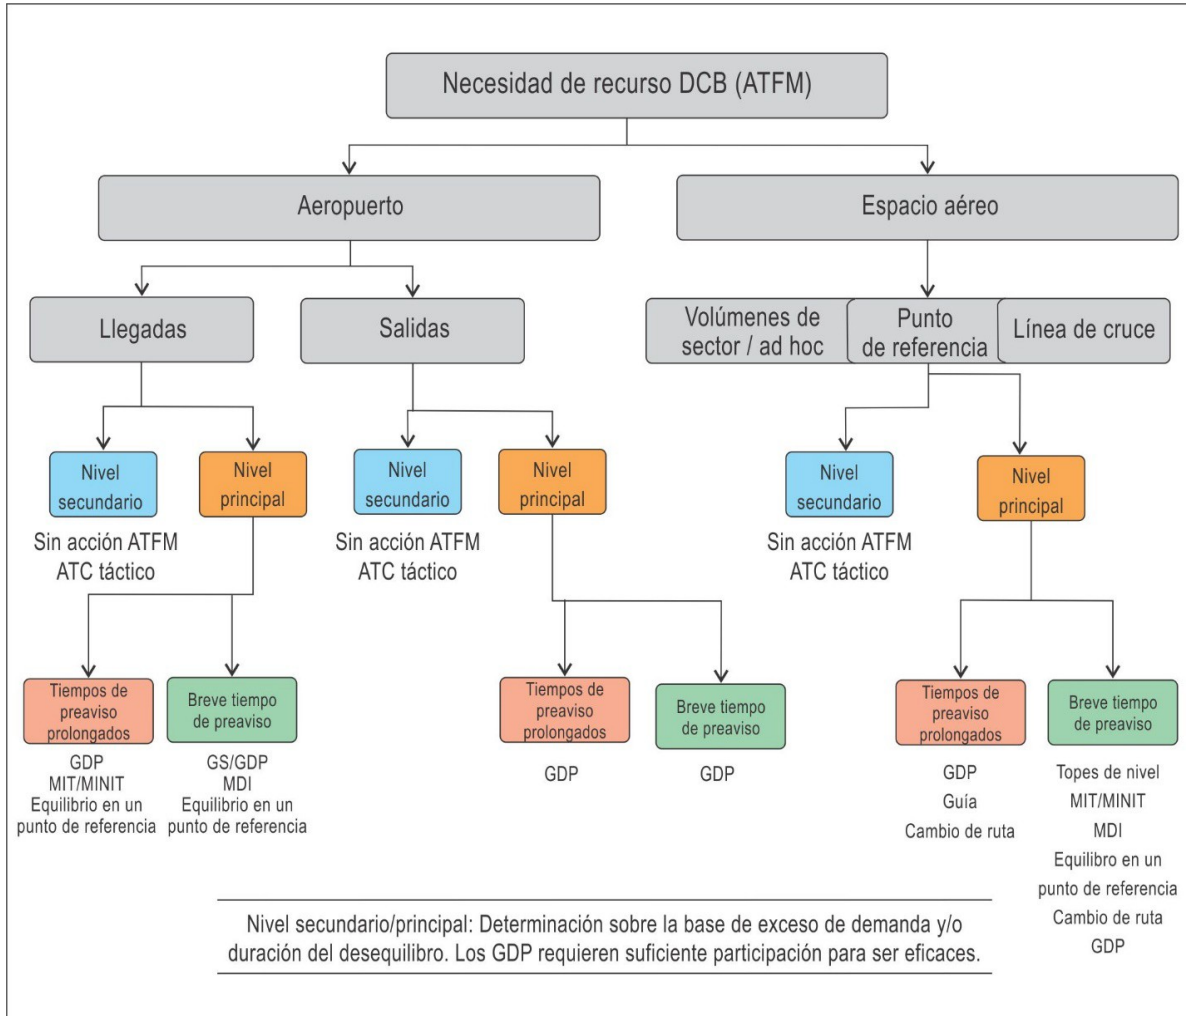 Necesidad de recurso DCB (ATFM)
Aeropuerto
Espacio aéreo
Llegadas
Salidas
Volúmenes de
sector / ad hoc
Punto
de referencia
Línea de cruce
Nivel
secundario
Nivel
principal
Nivel
secundario
Nivel
principal
Nivel
secundario
Nivel
principal
Sin acción ATFM
ATC táctico
Sin acción ATFM
ATC táctico
Sin acción ATFM
ATC táctico
Tiempos de
preaviso
prolongados
Breve tiempo
de preaviso
Tiempos de
preaviso
prolongados
Breve tiempo
de preaviso
Tiempos de
preaviso
prolongados
Breve tiempo
de preaviso
GDP
MIT/MINIT
Equilibrio en un
punto de referencia
GS/GDP
MDI
Equilibrio en un
punto de referencia
GDP
GDP
GDP
Guía
Cambio de ruta
Topes de nivel
MIT/MINIT
MDI
Equilibro en un
punto de referencia
Cambio de ruta
GDP
Nivel secundario/principal: Determinación sobre la base de exceso de demanda y/o
duración del desequilibro. Los GDP requieren suficiente participación para ser eficaces.